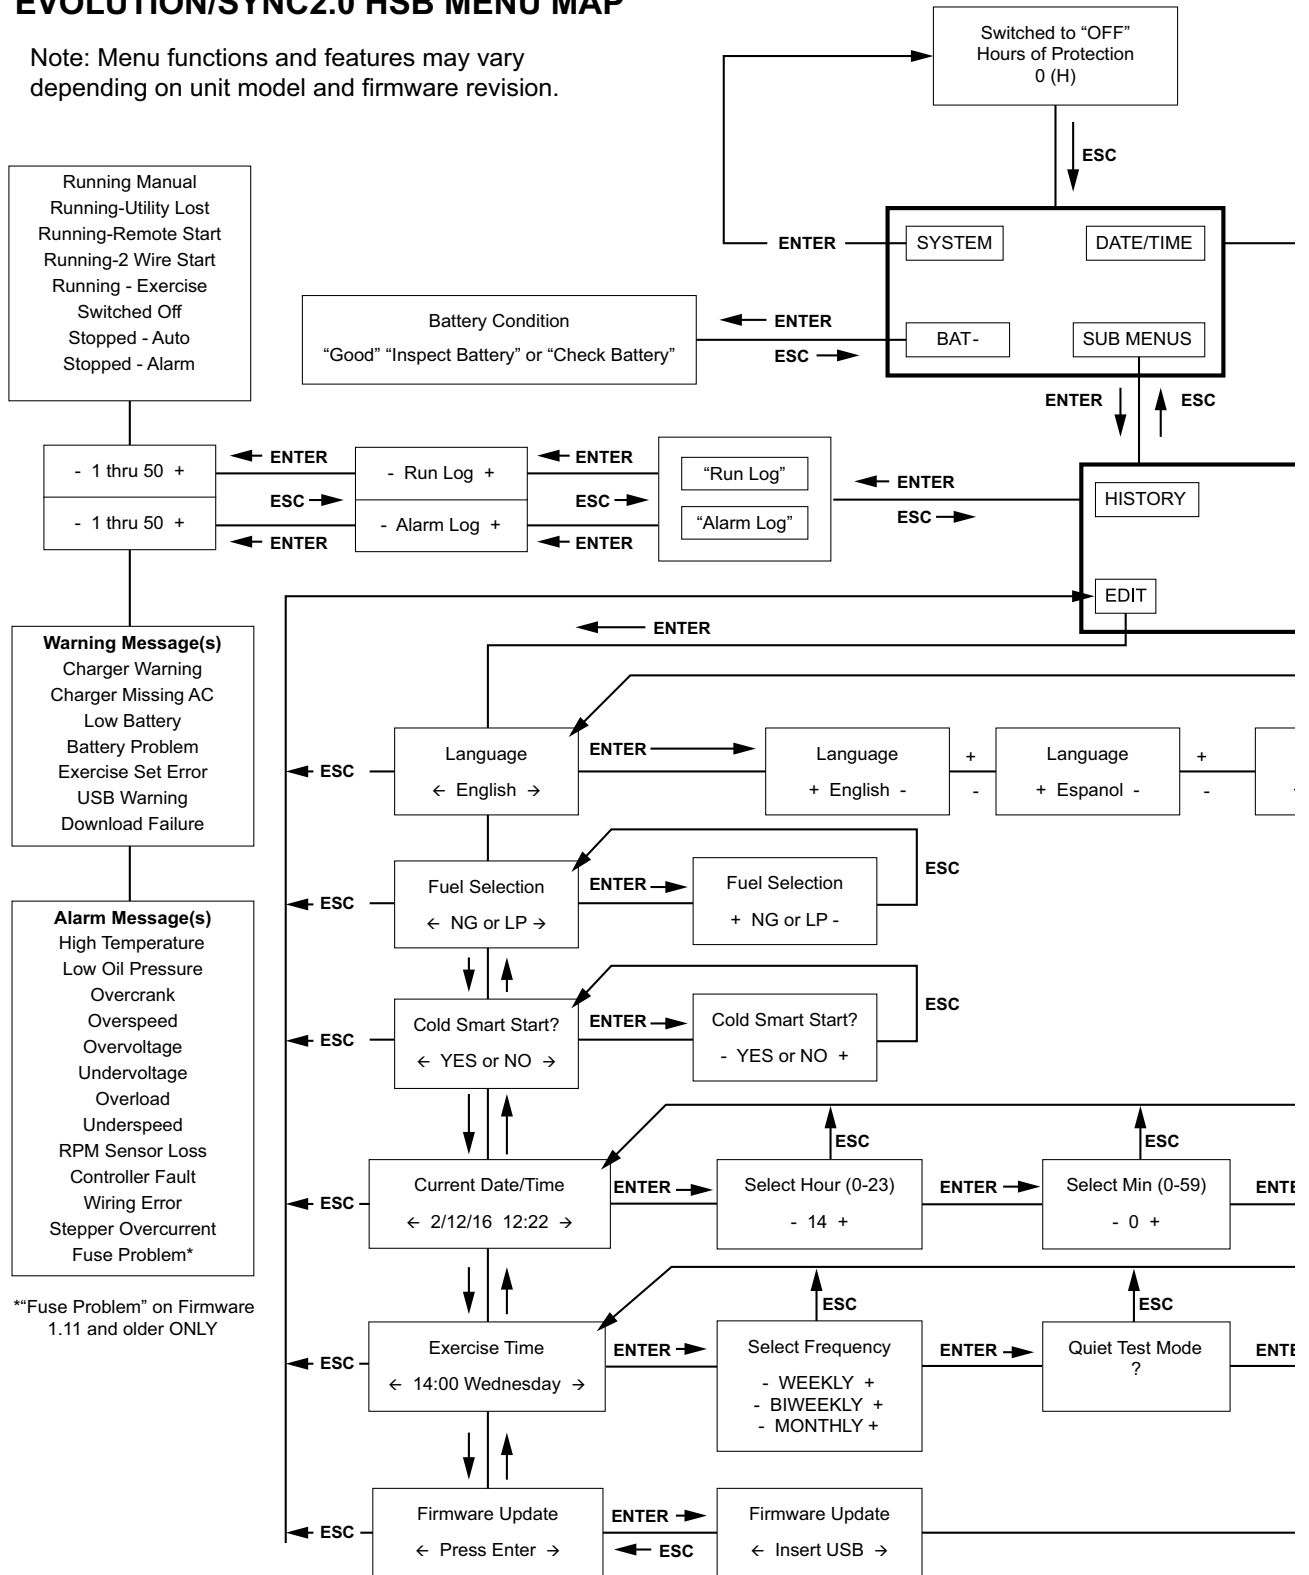 EVOLUTION/SYNC2.0 HSB MENU MAP
Note: Menu functions and features may vary
depending on unit model and firmware revision.
Switched to “OFF”
Hours of Protection
0 (H)
ESC
ENTER
SYSTEM
DATE/TIME
BAT-
SUB MENUS
Battery Condition
“Good” “Inspect Battery” or “Check Battery”
ENTER
ESC
ENTER
ESC
Running Manual
Running-Utility Lost
Running-Remote Start
Running-2 Wire Start
Running - Exercise
Switched Off
Stopped - Auto
Stopped - Alarm
- 1 thru 50 +
- 1 thru 50 +
ENTER
ESC
ENTER
- Run Log +
- Alarm Log +
ENTER
ESC
ENTER
“Run Log”
“Alarm Log”
ENTER
ESC
HISTORY
EDIT
ENTER
Warning Message(s)
Charger Warning
Charger Missing AC
Low Battery
Battery Problem
Exercise Set Error
USB Warning
Download Failure
Alarm Message(s)
High Temperature
Low Oil Pressure
Overcrank
Overspeed
Overvoltage
Undervoltage
Overload
Underspeed
RPM Sensor Loss
Controller Fault
Wiring Error
Stepper Overcurrent
Fuse Problem*
*“Fuse Problem” on Firmware
1.11 and older ONLY
ESC
Language
← English →
ENTER
Language
+ English -
+
-
Language
+ Espanol -
+
-
ESC
Fuel Selection
← NG or LP →
ENTER
Fuel Selection
+ NG or LP -
ESC
ESC
Cold Smart Start?
← YES or NO →
ENTER
Cold Smart Start?
- YES or NO +
ESC
ESC
Current Date/Time
← 2/12/16 12:22 →
ENTER
Select Hour (0-23)
- 14 +
ESC
ENTER
Select Min (0-59)
- 0 +
ESC
ENTE
ESC
Exercise Time
← 14:00 Wednesday →
ENTER
Select Frequency
- WEEKLY +
- BIWEEKLY +
- MONTHLY +
ESC
ENTER
Quiet Test Mode
?
ESC
ENTE
ESC
Firmware Update
← Press Enter →
ENTER
ESC
Firmware Update
← Insert USB →